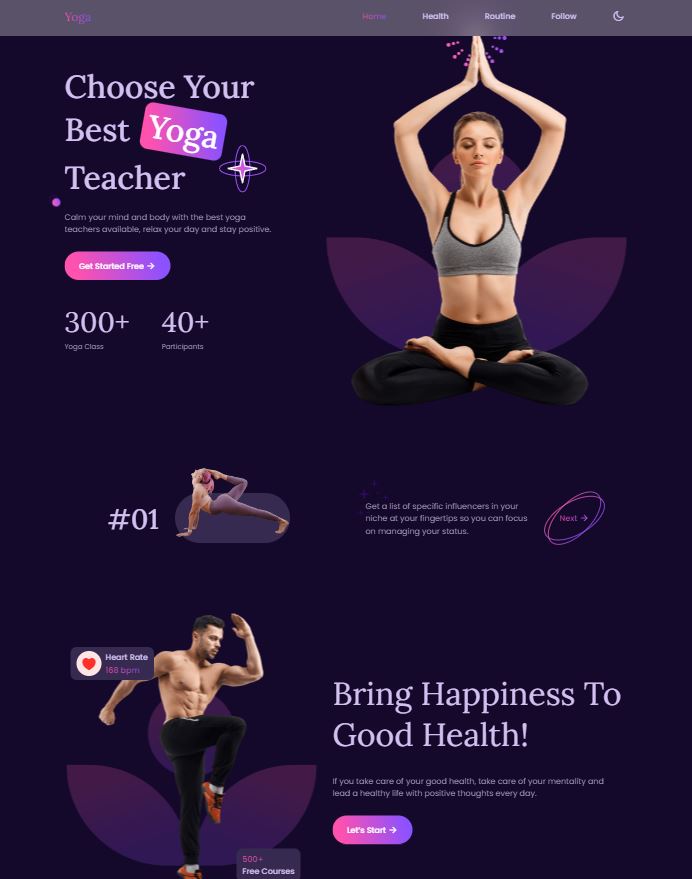 Yoga
Home Health Routine Follow
Choose Your
Best Yoga
Teacher
Calm your mind and body with the best yoga
teachers available, relax your day and stay positive.
Get Started Free →
300+ 40+
Yoga Class Participants
#01
Get a list of specific influencers in your
niche at your fingertips so you can focus
on managing your status.
Next →
Heart Rate
168 bpm
Bring Happiness To
Good Health!
If you take care of your good health, take care of your mentality and
lead a healthy life with positive thoughts every day.
Let's Start →
500+
Free Courses